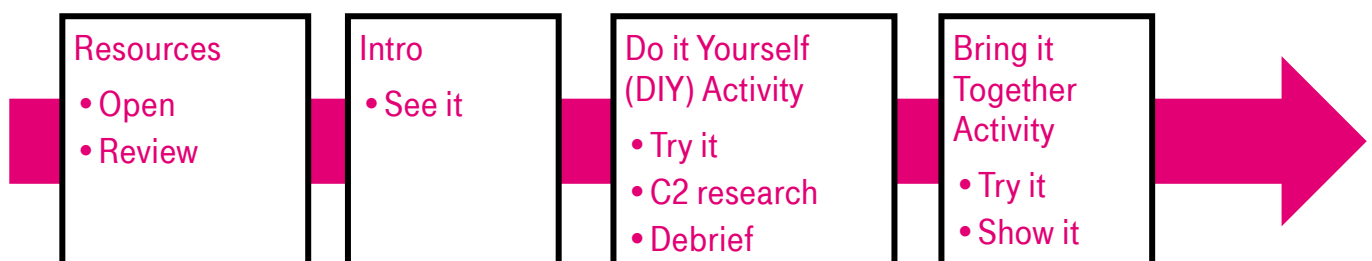 Resources
• Open
• Review
Intro
• See it
Do it Yourself
(DIY) Activity
• Try it
• C2 research
• Debrief
Bring it
Together
Activity
• Try it
• Show it